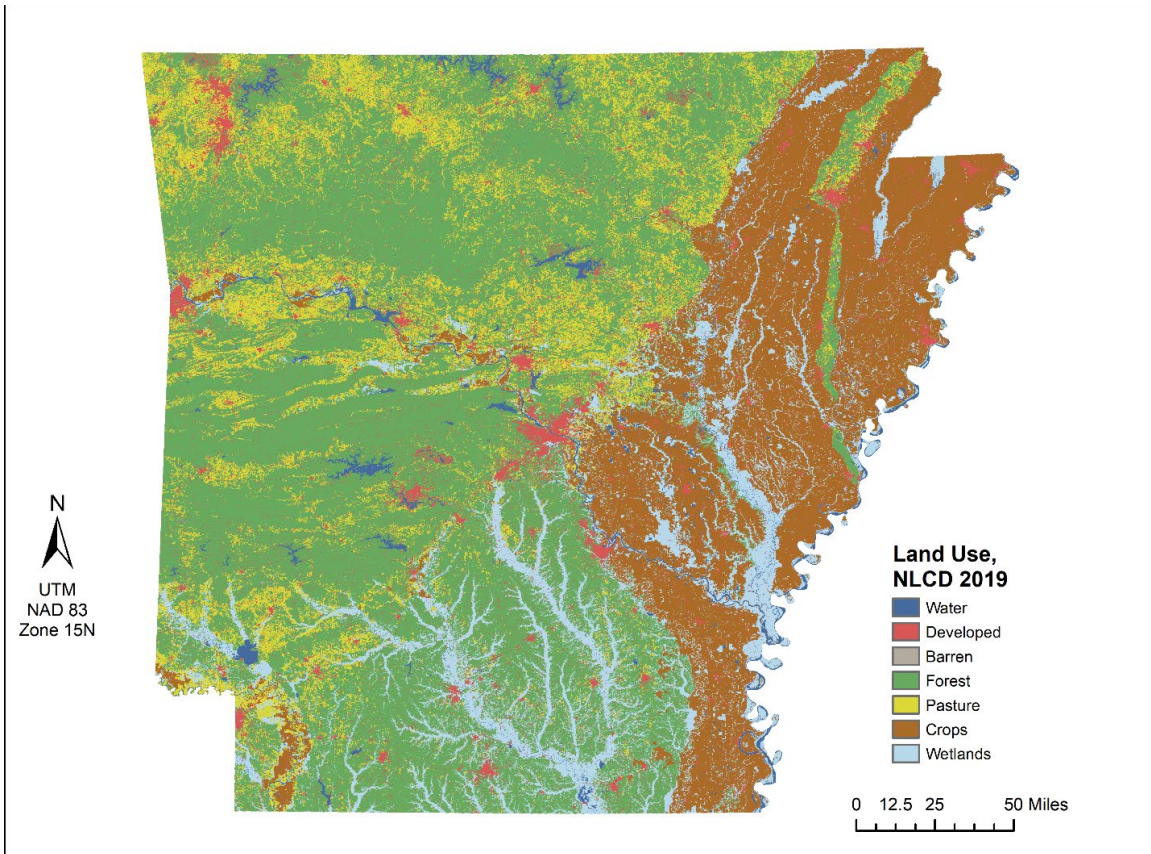 N
UTM
NAD 83
Zone 15N
Land Use,
NLCD 2019
Water
Developed
Barren
Forest
Pasture
Crops
Wetlands
0 12.5 25 50 Miles